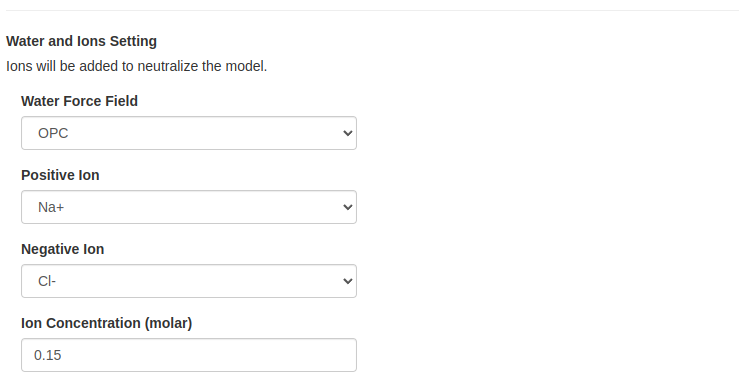 Water and Ions Setting
Ions will be added to neutralize the model.
Water Force Field
OPC
Positive Ion
Na+
Negative Ion
Cl-
Ion Concentration (molar)
0.15